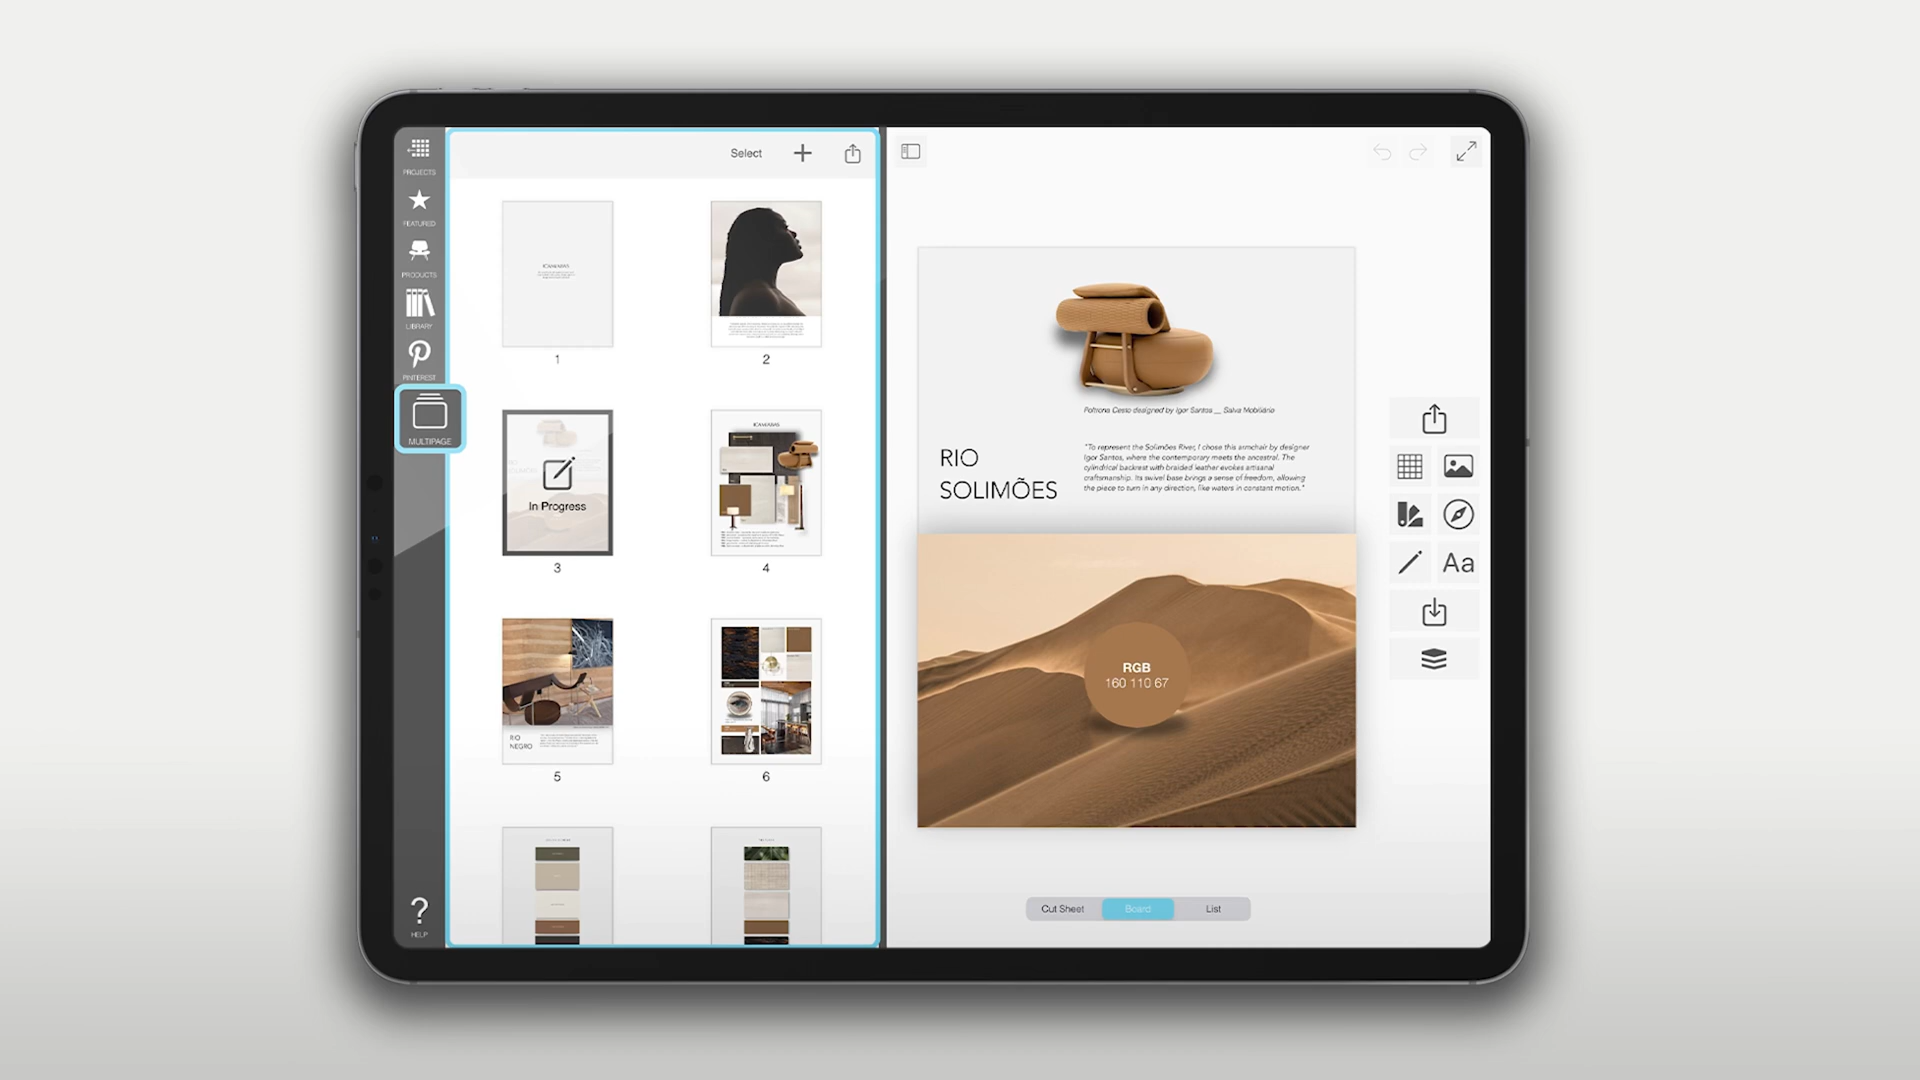 PROJECTS
FEATURED
PRODUCTS
LIBRARY
PINTEREST
MULTIPAGE
HELP
Select
1
2
In Progress
3
ICAMIABAS
4
RIO
NEGRO
5
6
Poltrona Cesto designed by Igor Santos __ Salva Mobiliário
RIO
SOLIMÕES
"To represent the Solimões River, I chose this armchair by designer
Igor Santos, where the contemporary meets the ancestral. The
cylindrical backrest with braided leather evokes artisanal
craftsmanship. Its swivel base brings a sense of freedom, allowing
the piece to turn in any direction, like waters in constant motion."
RGB
160 110 67
Aa
Cut Sheet
Board
List